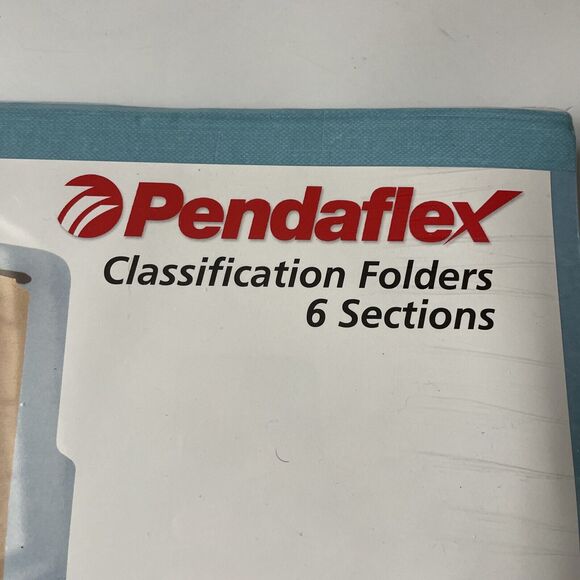 Pendaflex
Classification Folders
6 Sections